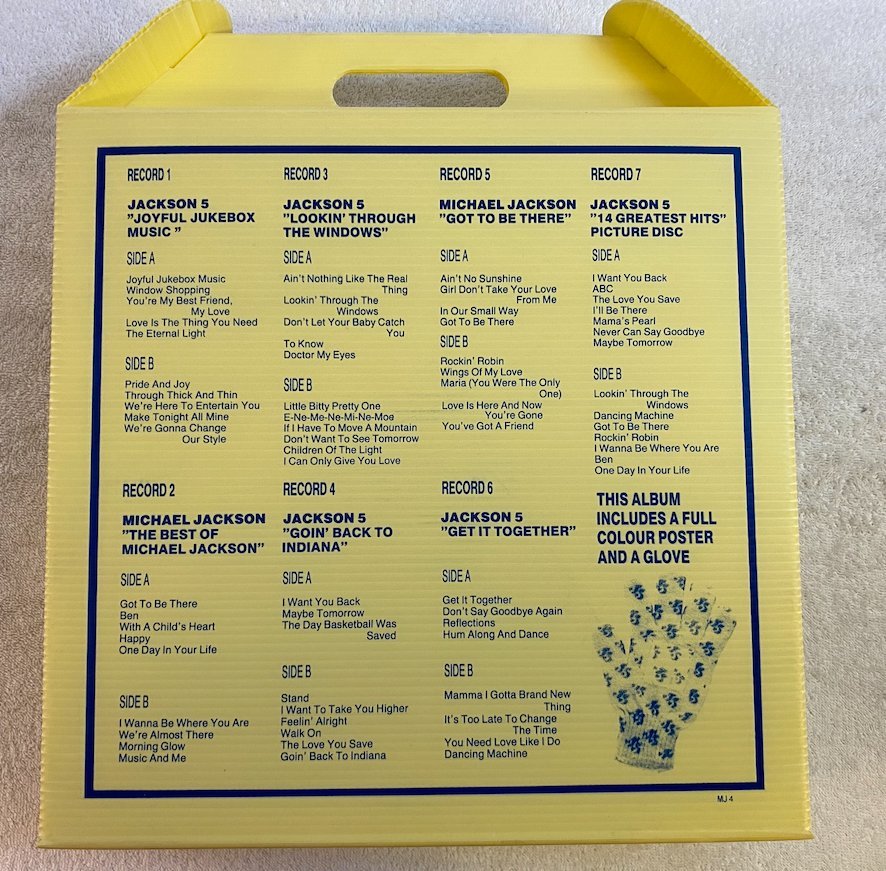 RECORD 1
JACKSON 5
"JOYFUL JUKEBOX
MUSIC "
SIDE A
Joyful Jukebox Music
Window Shopping
You're My Best Friend,
My Love
Love Is The Thing You Need
The Eternal Light
SIDE B
Pride And Joy
Through Thick And Thin
We're Here To Entertain You
Make Tonight All Mine
We're Gonna Change
Our Style
RECORD 2
MICHAEL JACKSON
"THE BEST OF
MICHAEL JACKSON"
SIDE A
Got To Be There
Ben
With A Child's Heart
Happy
One Day In Your Life
SIDE B
I Wanna Be Where You Are
We're Almost There
Morning Glow
Music And Me
RECORD 3
JACKSON 5
"LOOKIN' THROUGH
THE WINDOWS"
SIDE A
Ain't Nothing Like The Real
Thing
Lookin' Through The
Windows
Don't Let Your Baby Catch
You
To Know
Doctor My Eyes
SIDE B
Little Bitty Pretty One
E-Ne-Me-Ne-Mi-Ne-Moe
If I Have To Move A Mountain
Don't Want To See Tomorrow
Children Of The Light
I Can Only Give You Love
RECORD 4
JACKSON 5
"GOIN' BACK TO
INDIANA"
SIDE A
I Want You Back
Maybe Tomorrow
The Day Basketball Was
Saved
SIDE B
Stand
I Want To Take You Higher
Feelin' Alright
Walk On
The Love You Save
Goin' Back To Indiana
RECORD 5
MICHAEL JACKSON
"GOT TO BE THERE"
SIDE A
Ain't No Sunshine
Girl Don't Take Your Love
From Me
In Our Small Way
Got To Be There
SIDE B
Rockin' Robin
Wings Of My Love
Maria (You Were The Only
One)
Love Is Here And Now
You're Gone
You've Got A Friend
RECORD 6
JACKSON 5
"GET IT TOGETHER"
SIDE A
Get It Together
Don't Say Goodbye Again
Reflections
Hum Along And Dance
SIDE B
Mamma I Gotta Brand New
Thing
It's Too Late To Change
The Time
You Need Love Like I Do
Dancing Machine
RECORD 7
JACKSON 5
"14 GREATEST HITS"
PICTURE DISC
SIDE A
I Want You Back
ABC
The Love You Save
I'll Be There
Mama's Pearl
Never Can Say Goodbye
Maybe Tomorrow
SIDE B
Lookin' Through The
Windows
Dancing Machine
Got To Be There
Rockin' Robin
I Wanna Be Where You Are
Ben
One Day In Your Life
THIS ALBUM
INCLUDES A FULL
COLOUR POSTER
AND A GLOVE
MJ 4